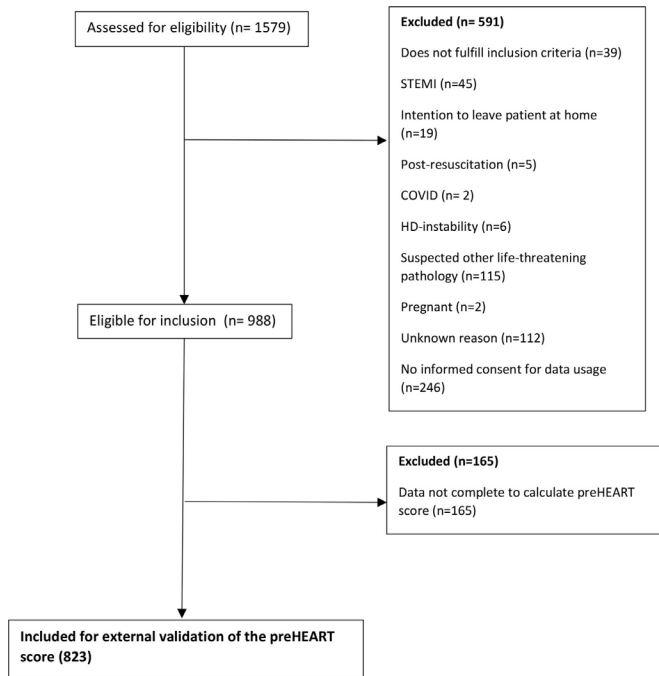 Assessed for eligibility (n= 1579)
Excluded (n= 591)
Does not fulfill inclusion criteria (n=39)
STEMI (n=45)
Intention to leave patient at home
(n=19)
Post-resuscitation (n=5)
COVID (n= 2)
HD-instability (n=6)
Suspected other life-threatening
pathology (n=115)
Pregnant (n=2)
Unknown reason (n=112)
No informed consent for data usage
(n=246)
Eligible for inclusion (n= 988)
Excluded (n=165)
Data not complete to calculate preHEART
score (n=165)
Included for external validation of the preHEART
score (823)